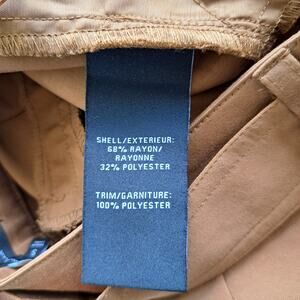 SHELL/EXTERIEUR:
68% RAYON/
RAYONNE
32% POLYESTER
TRIM/GARNITURE:
100% POLYESTER